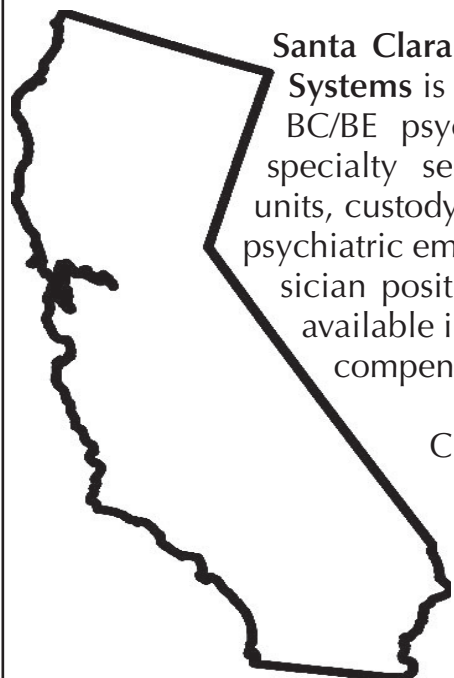 Santa Clara
Systems is
BC/BE psyc
specialty se
units, custody
psychiatric em
sician posit
available i
compen
C